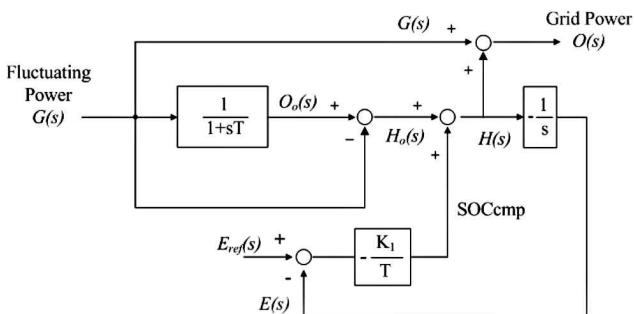 Grid Power
O(s)
G(s) +
+
Fluctuating
Power
G(s)
1
1+sT
Oo(s) +
−
Ho(s)
+
+
H(s)
-1
s
SOCcmp
Eref(s) +
−
-K1
T
E(s)